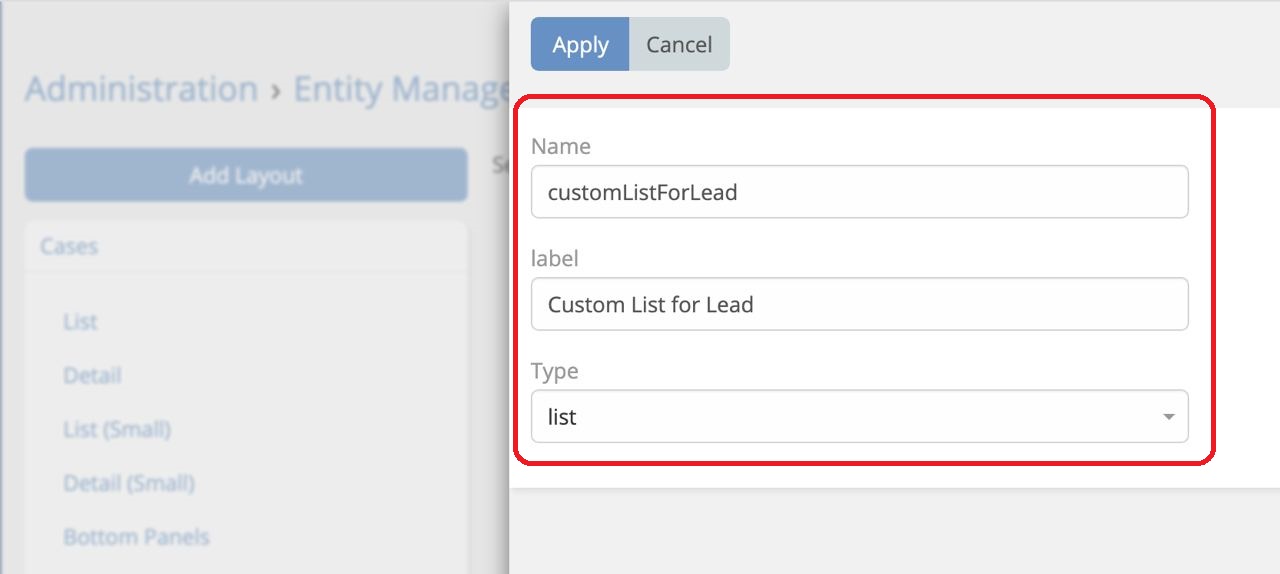 Apply Cancel
Administration › Entity Manage
Add Layout
Cases
List
Detail
List (Small)
Detail (Small)
Bottom Panels
Name
customListForLead
label
Custom List for Lead
Type
list